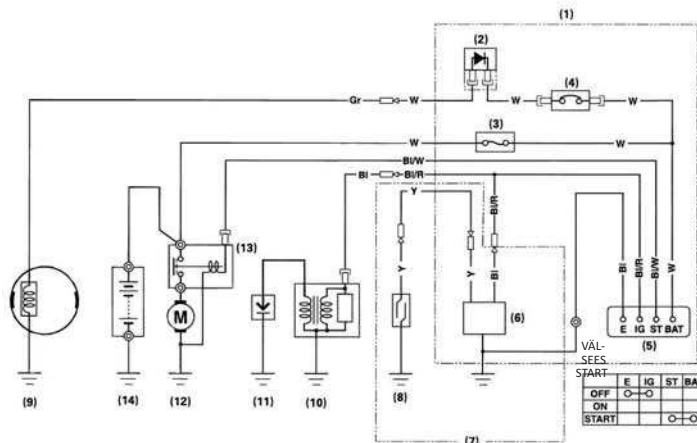 (1)
(2)
(4)
Gr W W W
(3)
W W
Bl/W
Bl Bl/R
Y
Bl/R
(13)
Y Y Bl
Bl Bl/R Bl/W W
M
(6)
E IG ST BAT
(5)
VÄL-
SEES
START
(9) (14) (12) (11) (10) (8)
(7)
E IG ST BA
OFF
ON
START